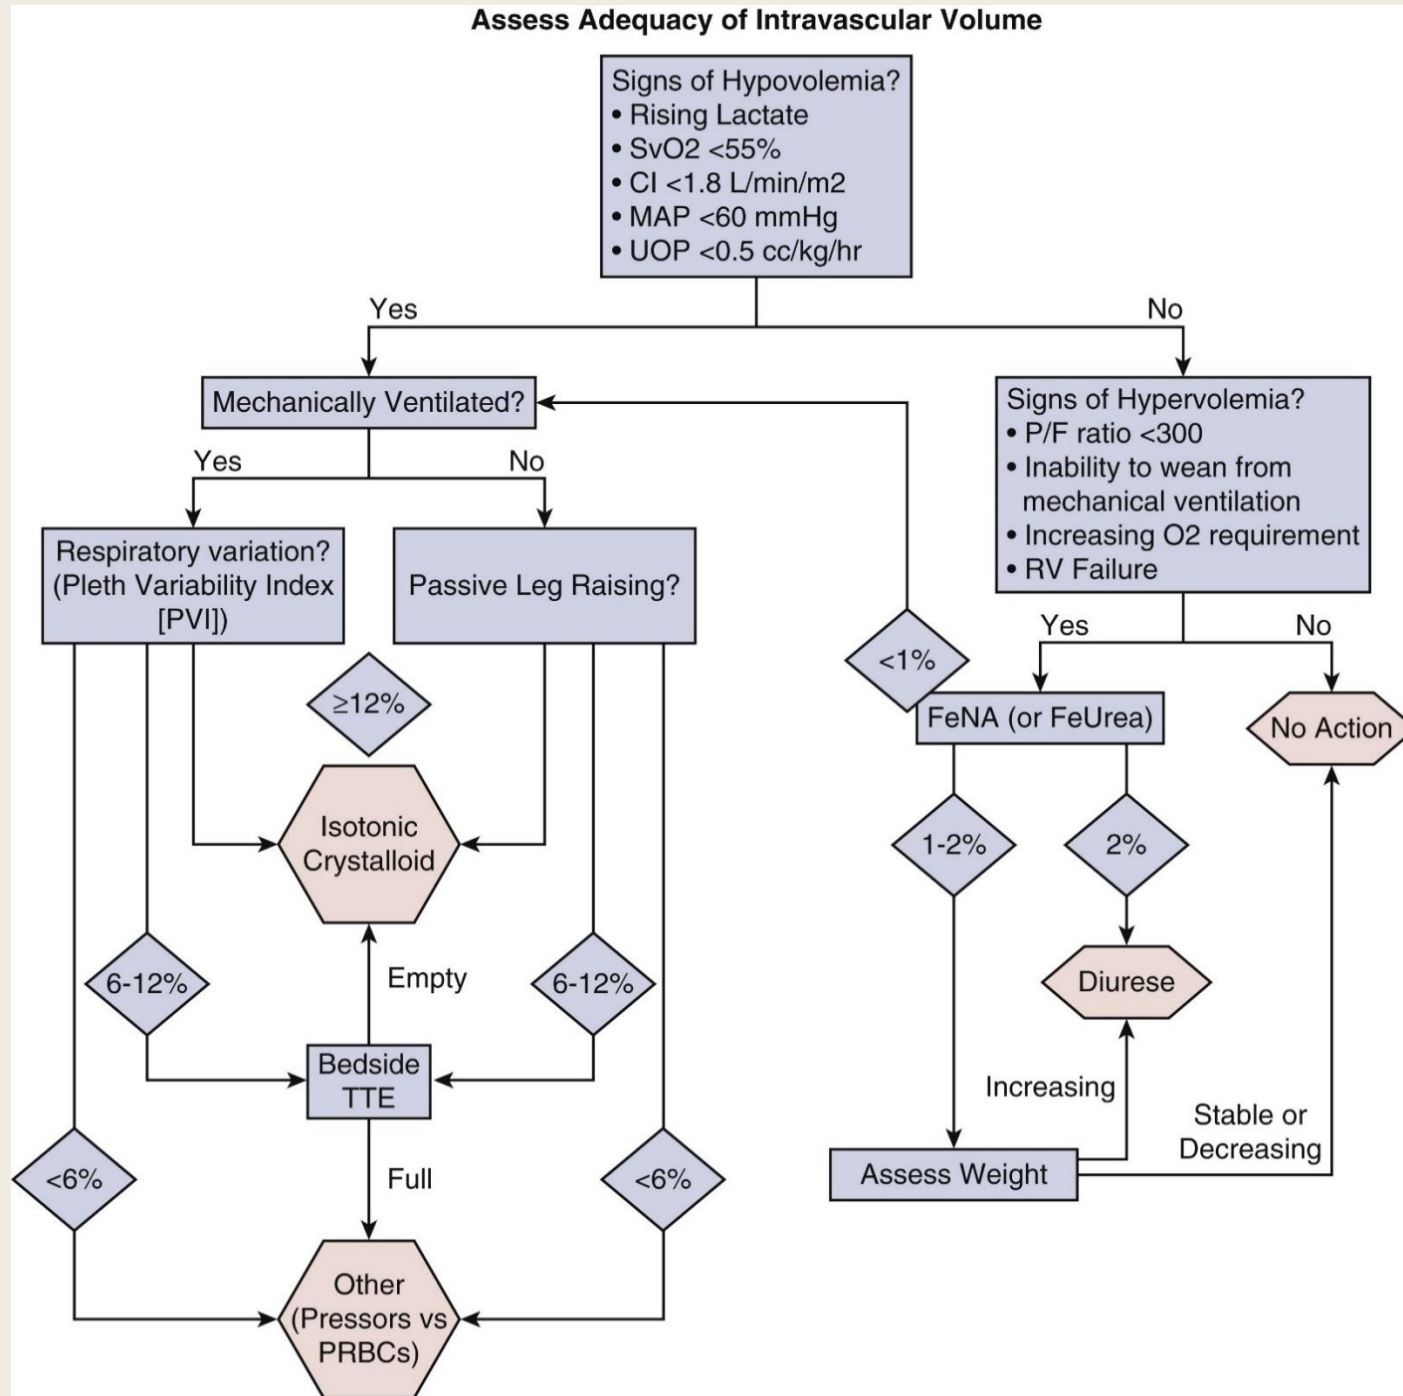 Assess Adequacy of Intravascular Volume
Signs of Hypovolemia?
• Rising Lactate
• SvO2 <55%
• CI <1.8 L/min/m2
• MAP <60 mmHg
• UOP <0.5 cc/kg/hr
Yes
No
Mechanically Ventilated?
Signs of Hypervolemia?
• P/F ratio <300
• Inability to wean from
mechanical ventilation
• Increasing O2 requirement
• RV Failure
Yes
No
Respiratory variation?
(Pleth Variability Index
[PVI])
Passive Leg Raising?
Yes
No
<1%
≥12%
FeNA (or FeUrea)
No Action
Isotonic
Crystalloid
1-2%
2%
6-12%
Empty
6-12%
Diurese
Bedside
TTE
Increasing
Stable or
Decreasing
<6%
Full
<6%
Assess Weight
Other
(Pressors vs
PRBCs)